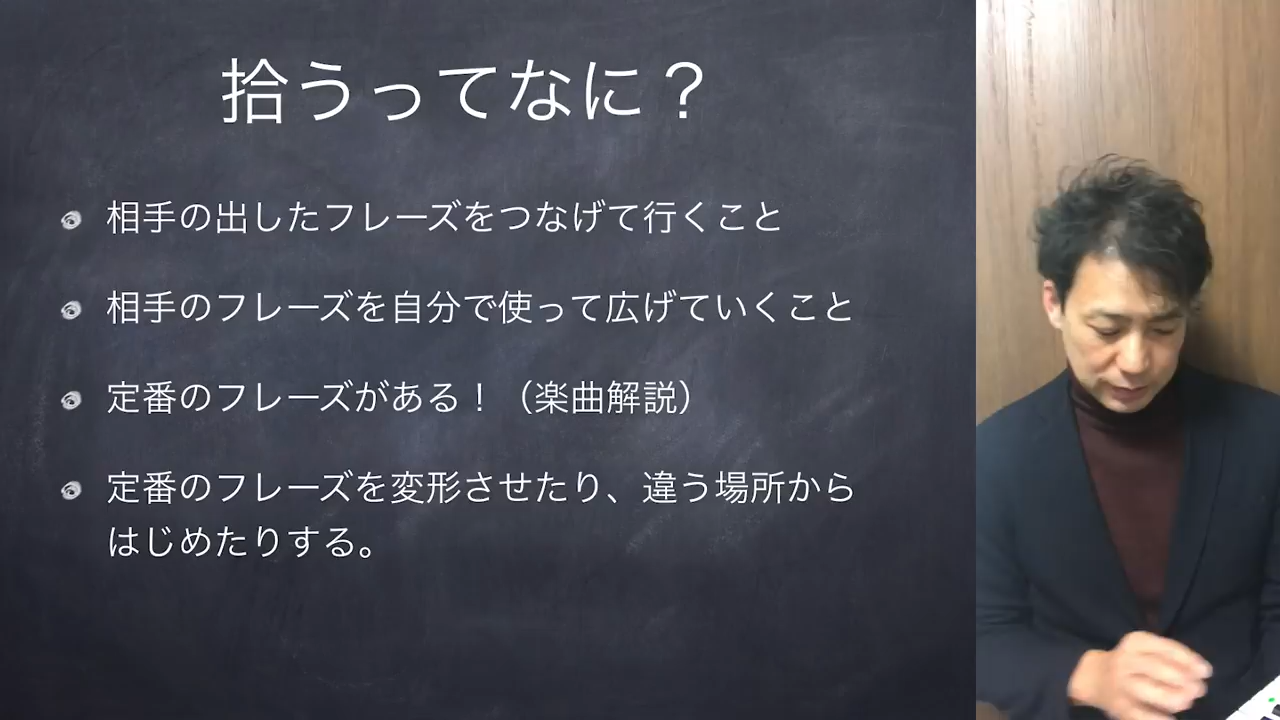 拾うってなに？
相手の出したフレーズをつなげて行くこと
相手のフレーズを自分で使って広げていくこと
定番のフレーズがある！（楽曲解説）
定番のフレーズを変形させたり、違う場所から
はじめたりする。